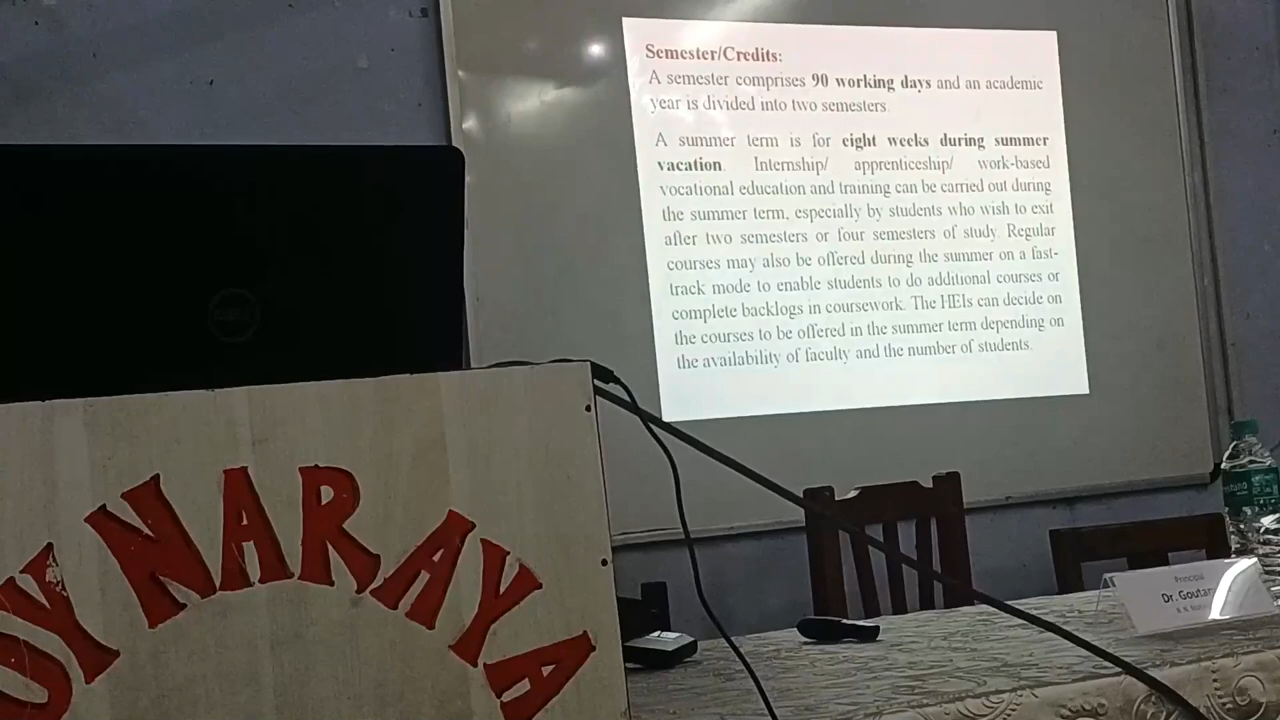 Semester/Credits:
A semester comprises 90 working days and an academic
year is divided into two semesters.
A summer term is for eight weeks during summer
vacation. Internship/ apprenticeship/ work-based
vocational education and training can be carried out during
the summer term, especially by students who wish to exit
after two semesters or four semesters of study. Regular
courses may also be offered during the summer on a fast-
track mode to enable students to do additional courses or
complete backlogs in coursework. The HEIs can decide on
the courses to be offered in the summer term depending on
the availability of faculty and the number of students.
DELL
OY NARAYA
Principal
Dr. Goutam